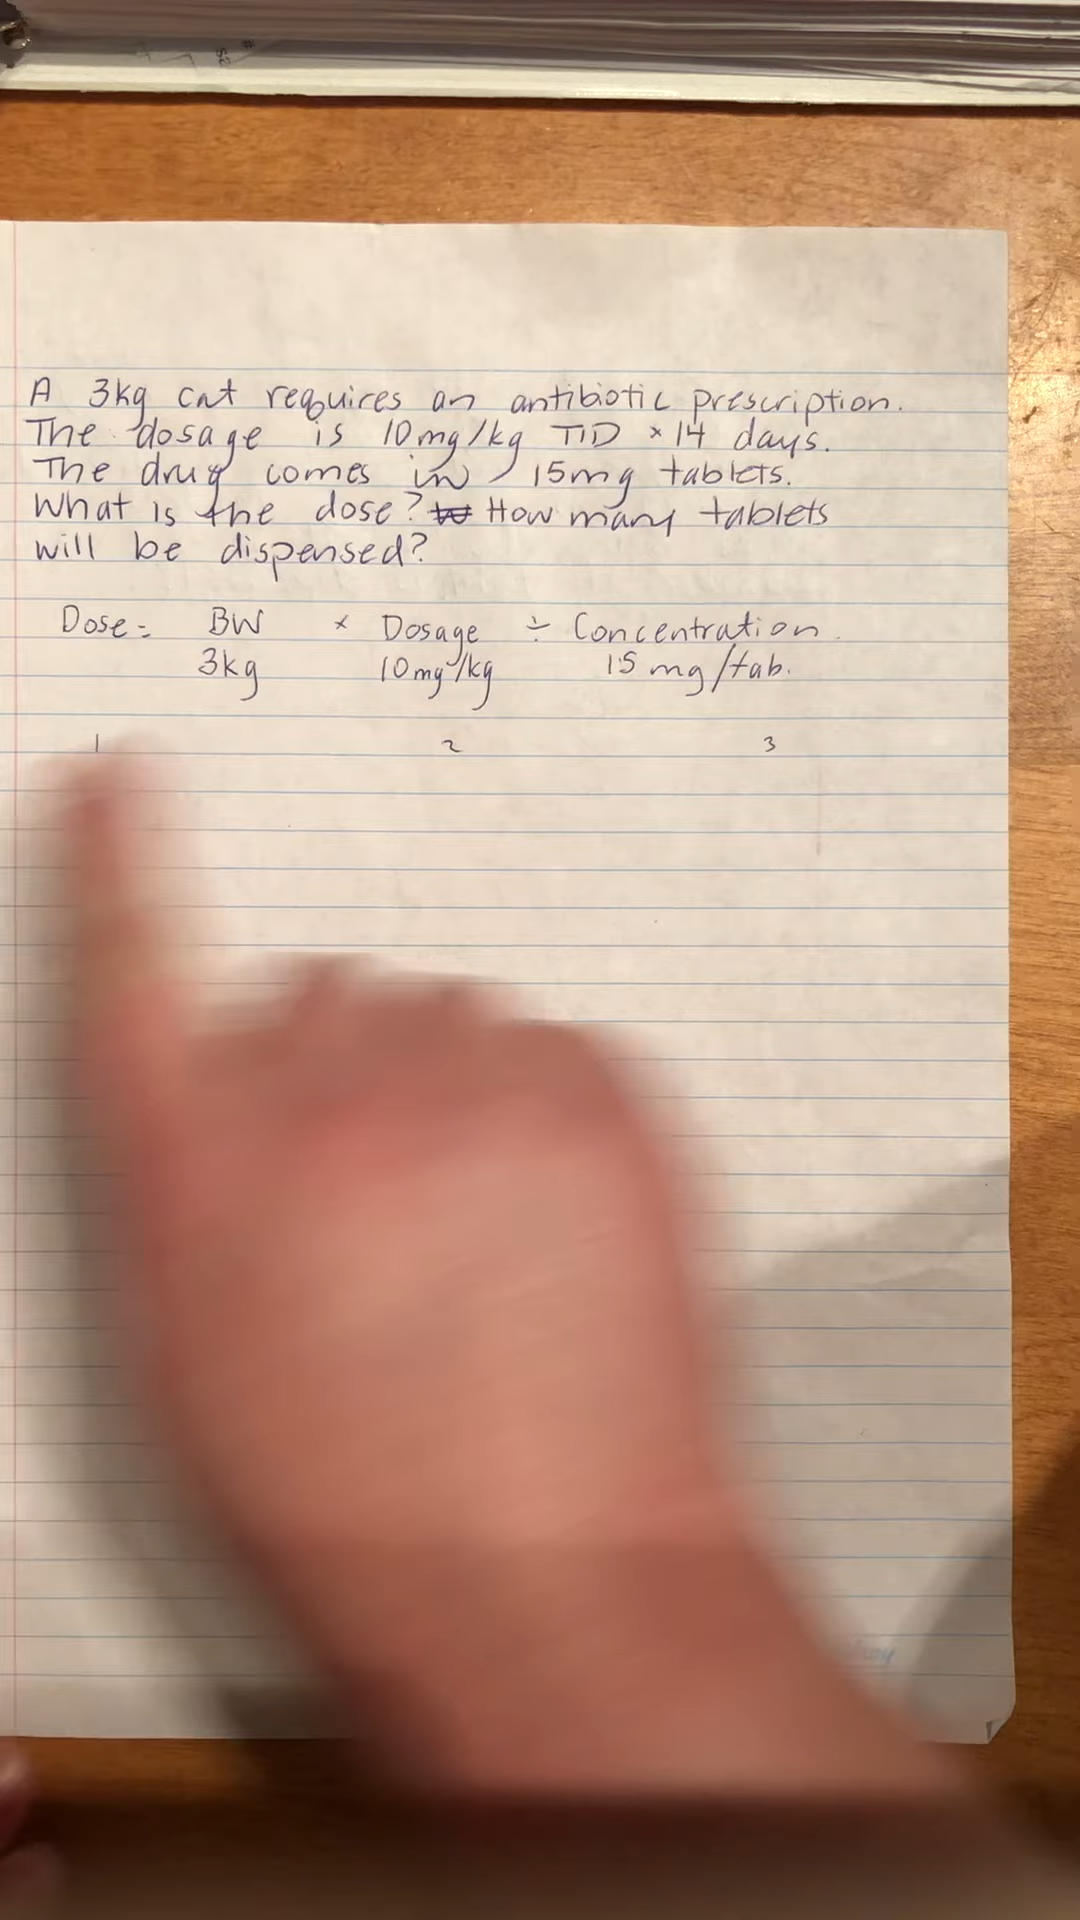 A 3kg cat requires an antibiotic prescription.
The dosage is 10mg/kg TID × 14 days.
The drug comes in 15mg tablets.
What is the dose? How many tablets
will be dispensed?
Dose = BW × Dosage ÷ Concentration.
3kg 10mg/kg 15 mg/tab.
1 2 3